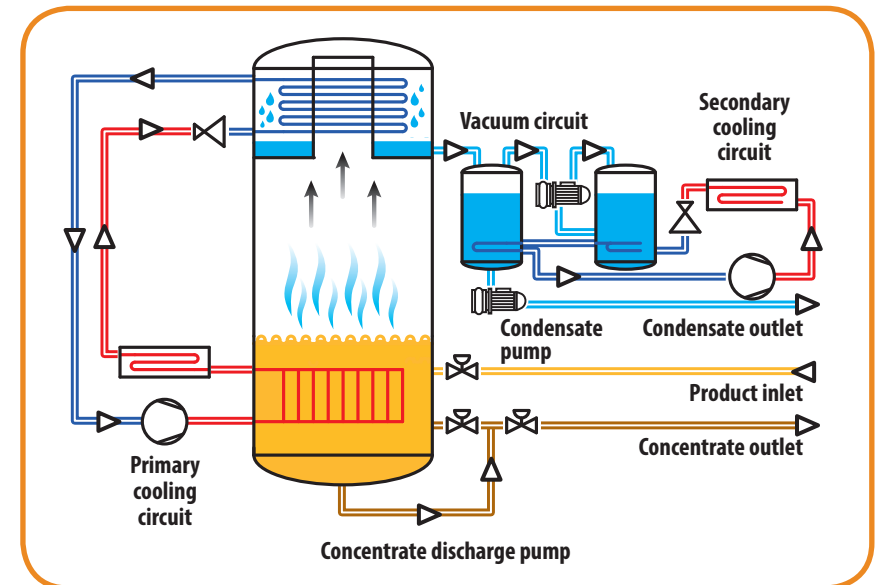 Vacuum circuit
Secondary
cooling
circuit
Condensate
pump
Condensate outlet
Product inlet
Concentrate outlet
Primary
cooling
circuit
Concentrate discharge pump